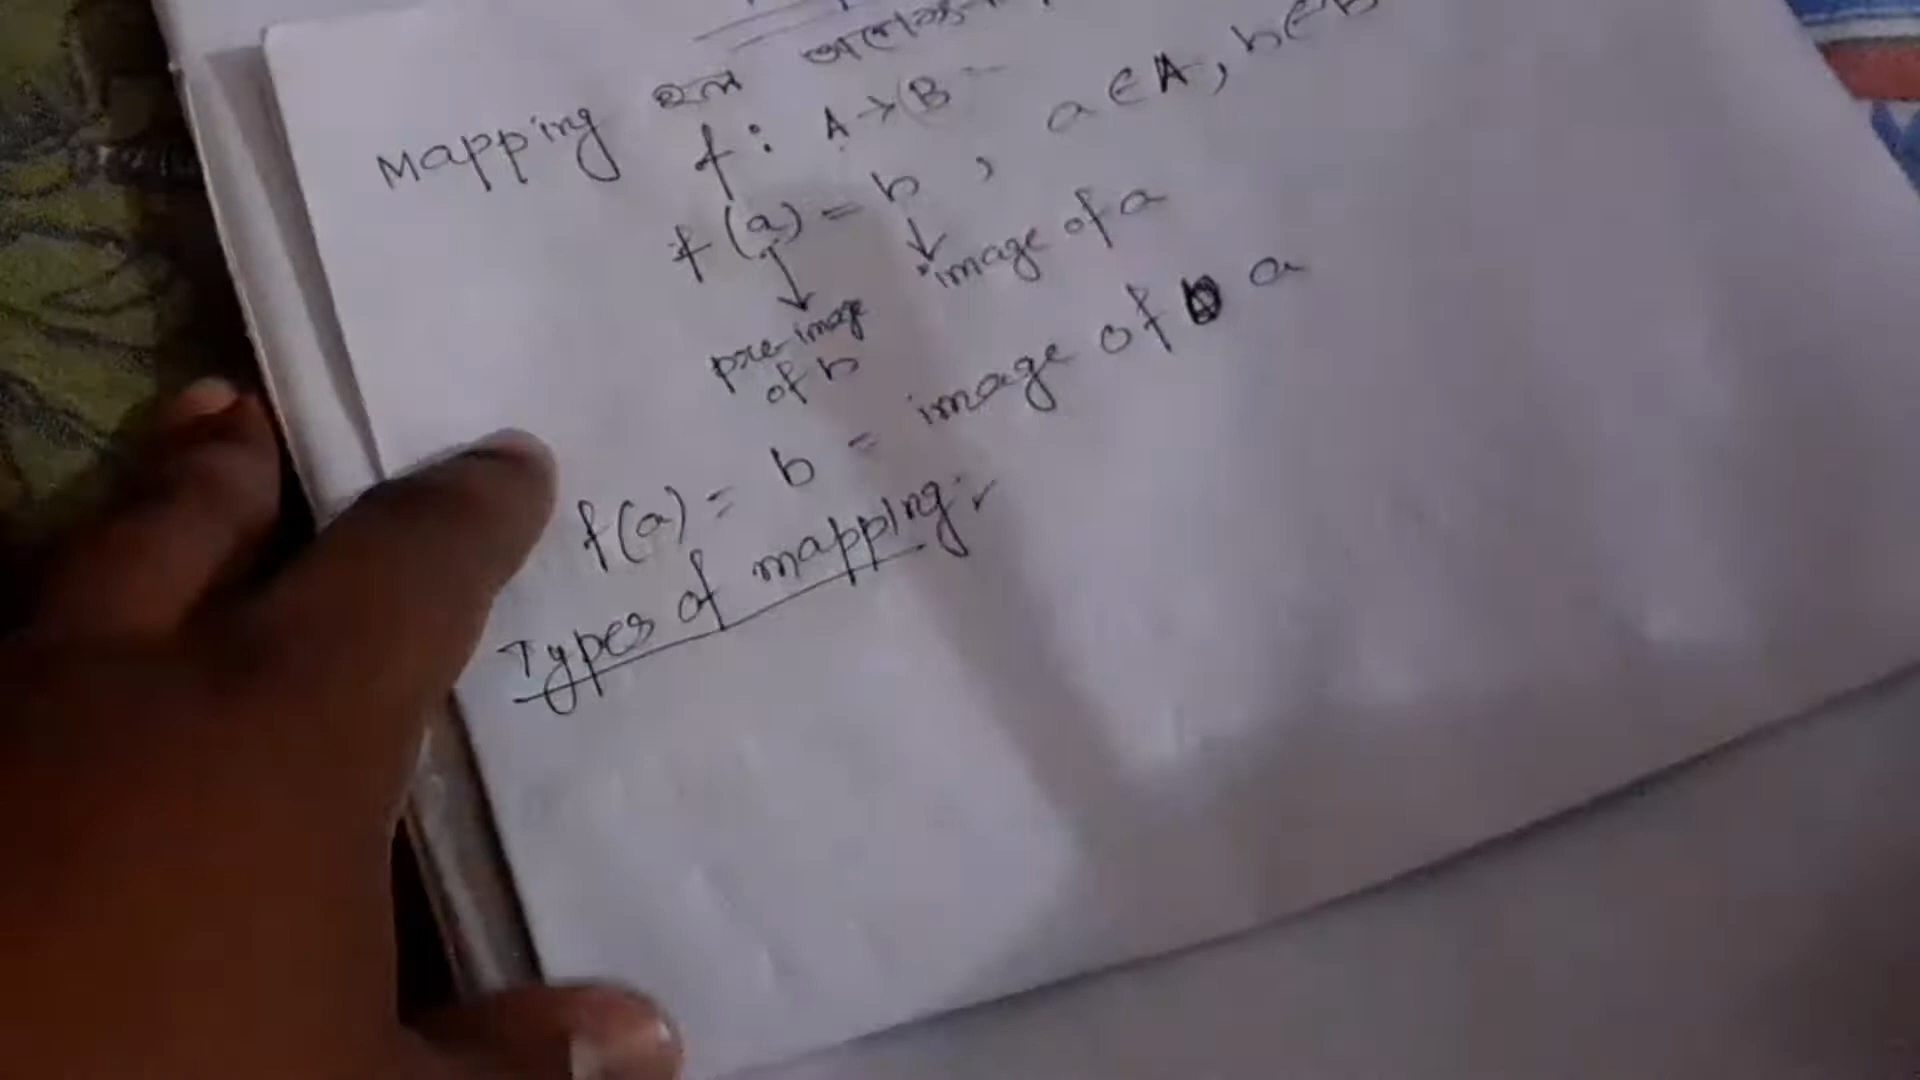 Mapping হল
f: A → B
f(a) = b , a ∈ A, b ∈ B
↓ ↓
image of a
pre-image
of b
f(a) = b = image of a
Types of mapping: